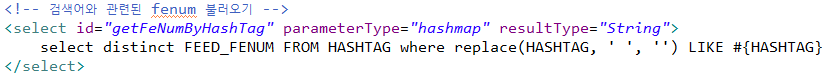 <!-- 검색어와 관련된 fenum 불러오기 -->
<select id="getFeNumByHashTag" parameterType="hashmap" resultType="String">
select distinct FEED_FENUM FROM HASHTAG where replace(HASHTAG, ' ', '') LIKE #{HASHTAG}
</select>